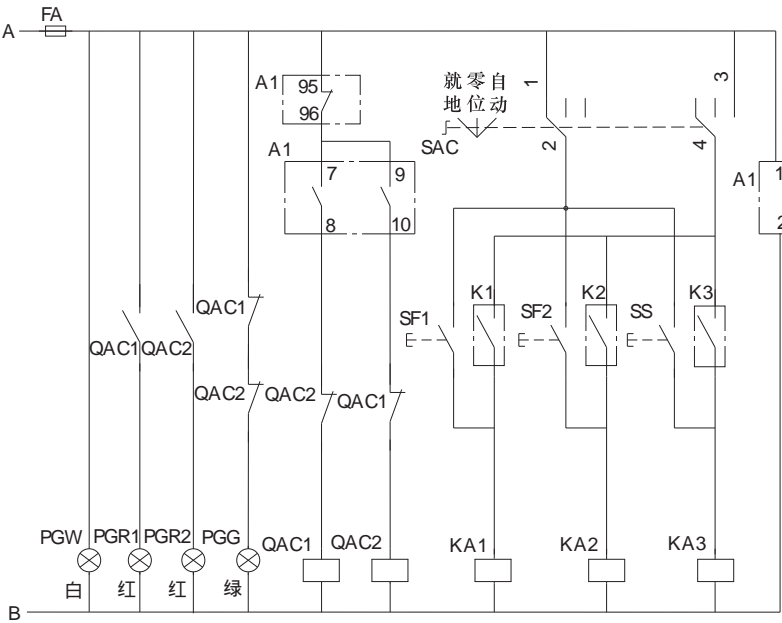 FA
A
A1
95
96
就零自
地位动
1
3
SAC
2
4
A1
7
9
8
10
A1
1
2
K1
K2
K3
SF1
SF2
SS
QAC1
QAC1
QAC2
QAC2
QAC2
QAC1
PGW
PGR1
PGR2
PGG
QAC1
QAC2
KA1
KA2
KA3
白
红
红
绿
B